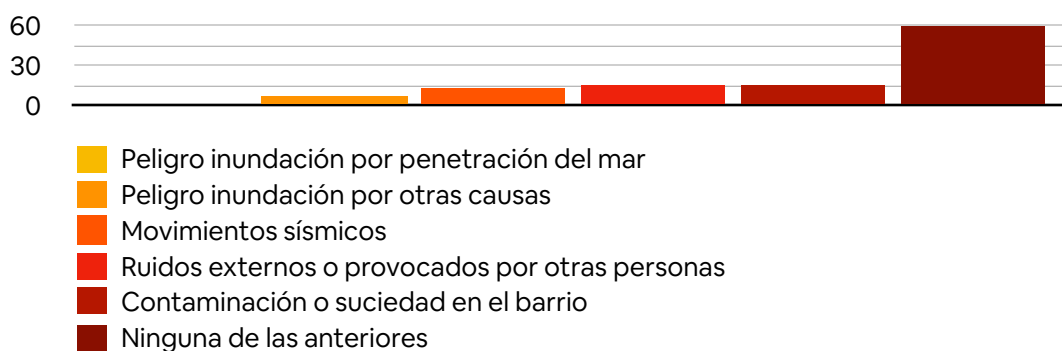 60
30
0
Peligro inundación por penetración del mar
Peligro inundación por otras causas
Movimientos sísmicos
Ruidos externos o provocados por otras personas
Contaminación o suciedad en el barrio
Ninguna de las anteriores